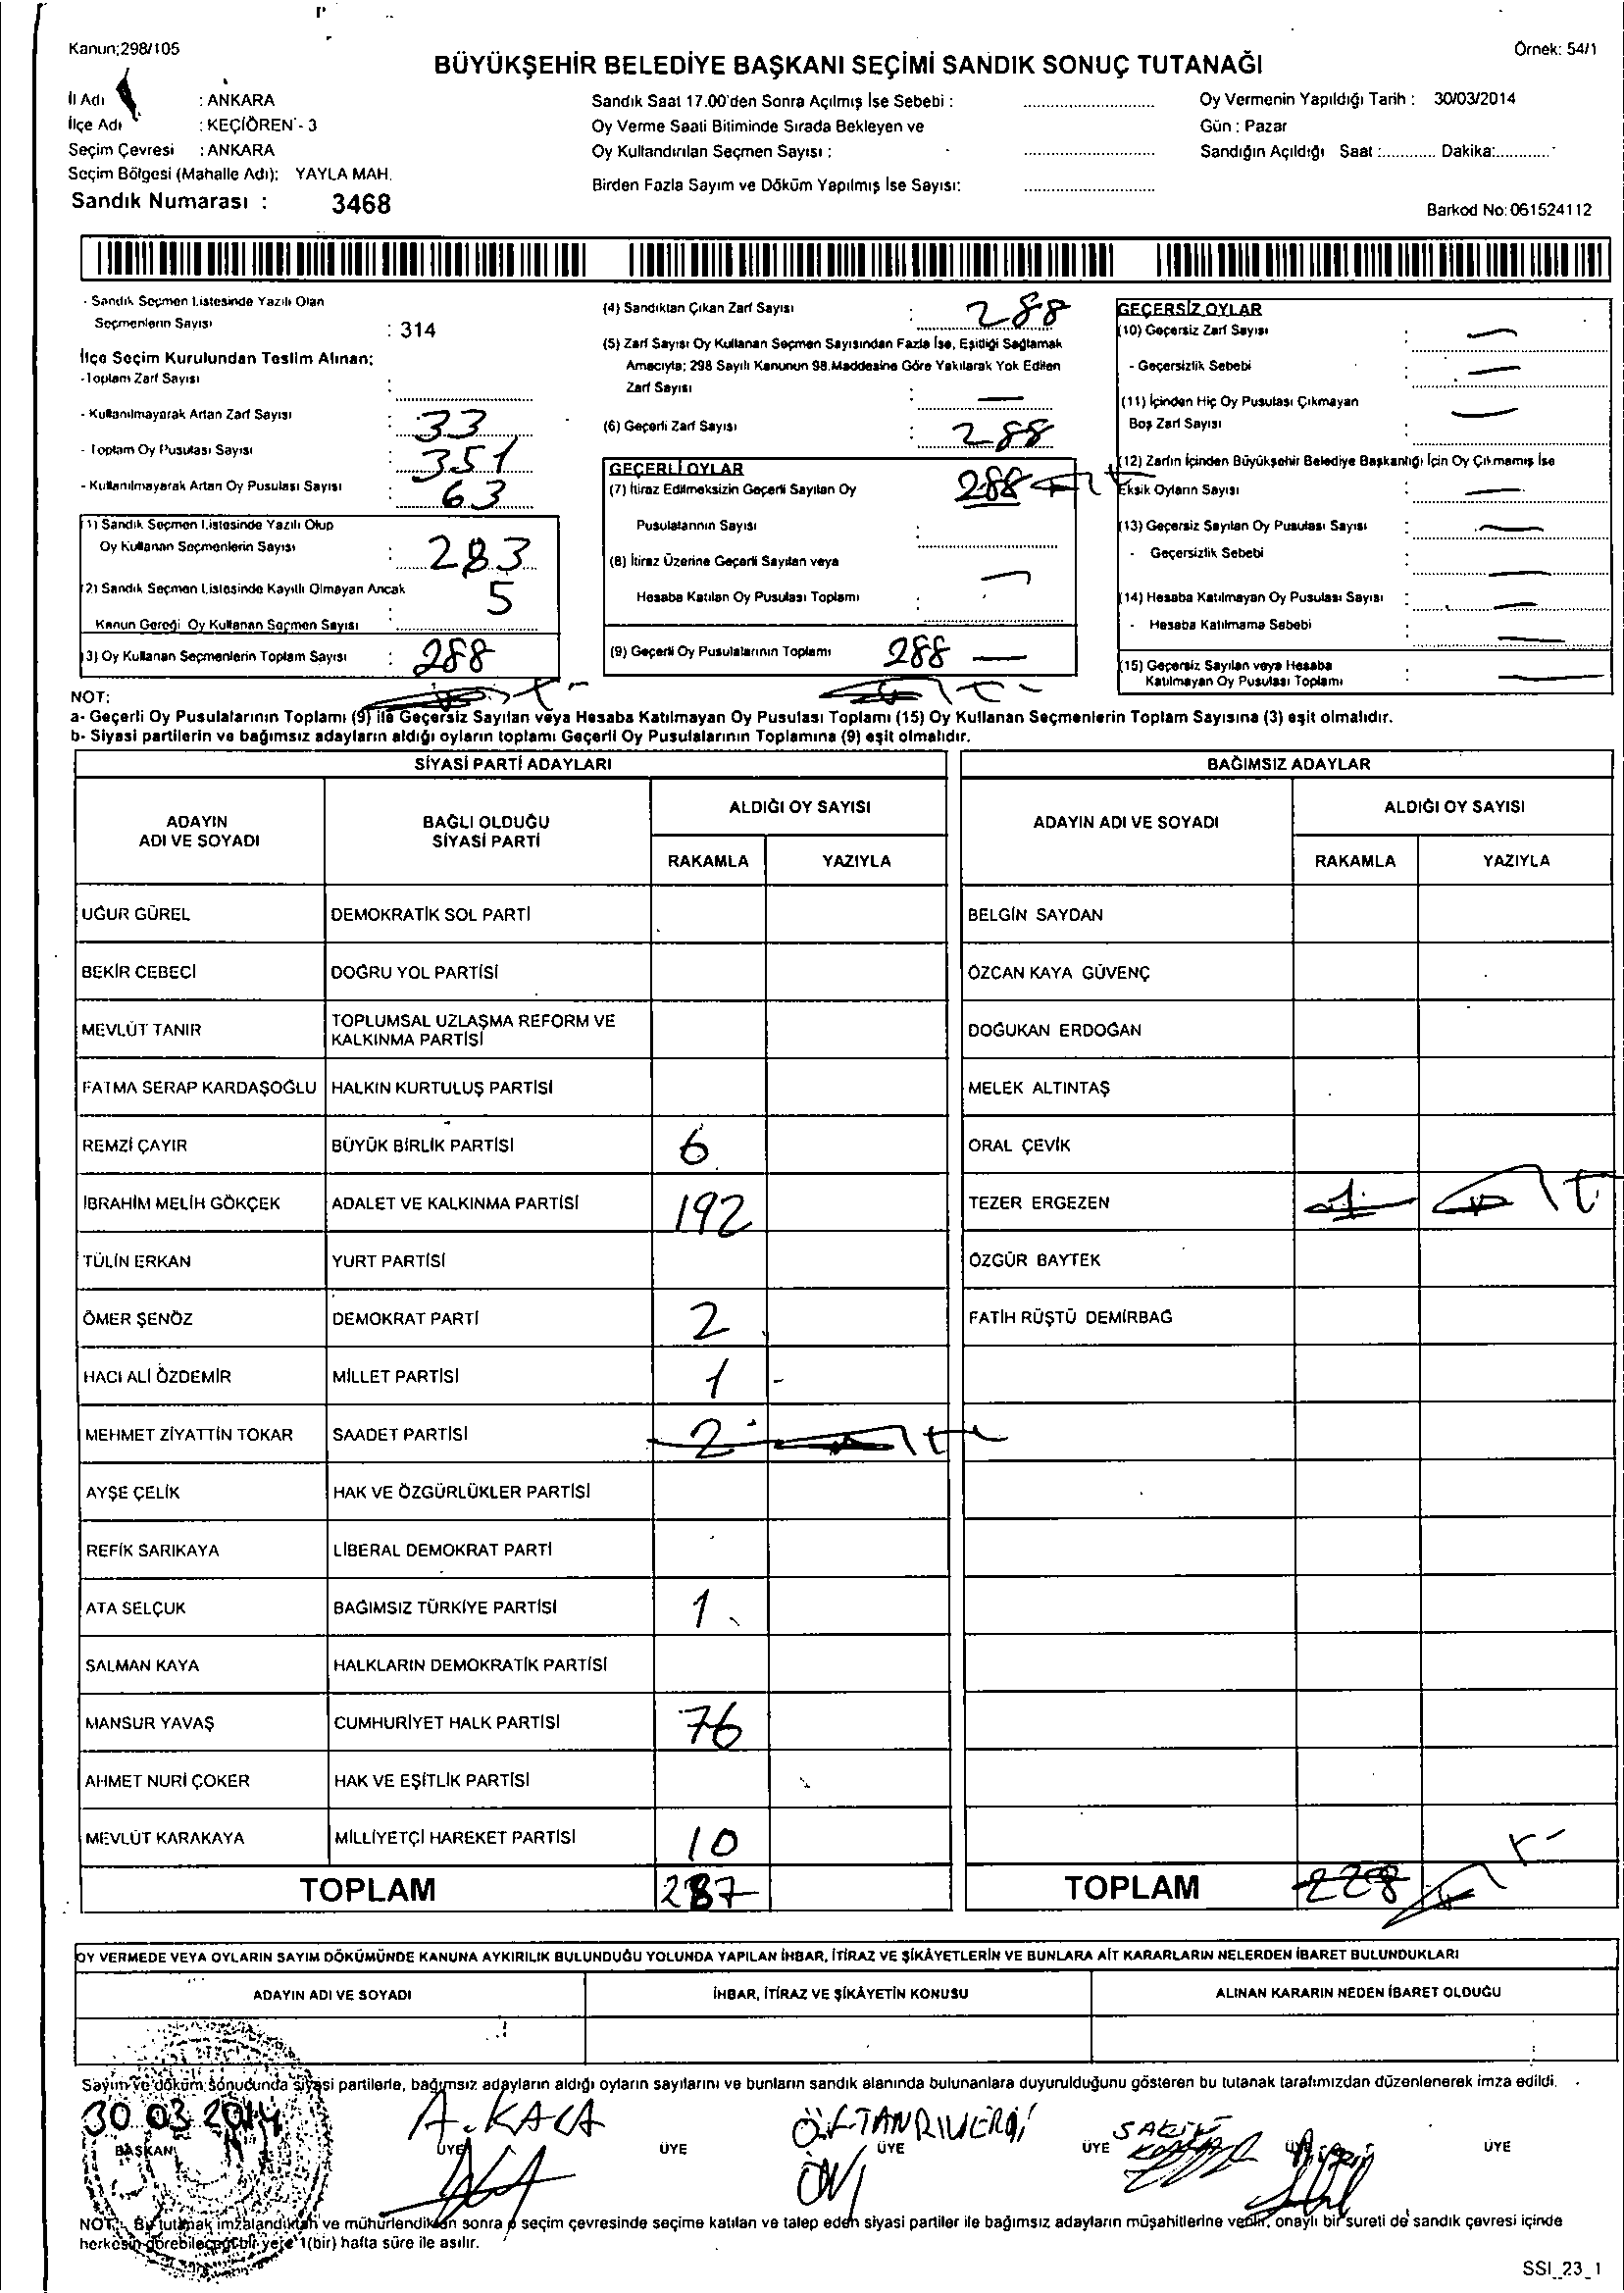 Kanun;298/105
Örnek: 54/1
BÜYÜKŞEHİR BELEDİYE BAŞKANI SEÇİMİ SANDIK SONUÇ TUTANAĞI
İl Adı : ANKARA
İlçe Adı : KEÇİÖREN - 3
Seçim Çevresi : ANKARA
Seçim Bölgesi (Mahalle Adı): YAYLA MAH.
Sandık Numarası : 3468
Sandık Saat 17.00'den Sonra Açılmış İse Sebebi :
Oy Verme Saati Bitiminde Sırada Bekleyen ve
Oy Kullandırılan Seçmen Sayısı :
Birden Fazla Sayım ve Döküm Yapılmış İse Sayısı:
Oy Vermenin Yapıldığı Tarih : 30/03/2014
Gün : Pazar
Sandığın Açıldığı Saat :............ Dakika:............
Barkod No: 061524112
- Sandık Seçmen Listesinde Yazılı Olan
Seçmenlerin Sayısı : 314
İlçe Seçim Kurulundan Teslim Alınan:
-Toplam Zarf Sayısı :
- Kullanılmayarak Artan Zarf Sayısı : 33
- Toplam Oy Pusulası Sayısı : 351
- Kullanılmayarak Artan Oy Pusulası Sayısı : 63
(1) Sandık Seçmen Listesinde Yazılı Olup
Oy Kullanan Seçmenlerin Sayısı : 283
(2) Sandık Seçmen Listesinde Kayıtlı Olmayan Ancak
Kanun Gereği Oy Kullanan Seçmen Sayısı : 5
(3) Oy Kullanan Seçmenlerin Toplam Sayısı : 288
(4) Sandıktan Çıkan Zarf Sayısı : 288
(5) Zarf Sayısı Oy Kullanan Seçmen Sayısından Fazla İse, Eşitliği Sağlamak
Amacıyla; 298 Sayılı Kanunun 98.Maddesine Göre Yakılarak Yok Edilen
Zarf Sayısı : —
(6) Geçerli Zarf Sayısı : 288
GEÇERLİ OYLAR
(7) İtiraz Edilmeksizin Geçerli Sayılan Oy 288
Pusulalarının Sayısı :
(8) İtiraz Üzerine Geçerli Sayılan veya
Hesaba Katılan Oy Pusulası Toplamı : —
(9) Geçerli Oy Pusulalarının Toplamı : 288 —
GEÇERSİZ OYLAR
(10) Geçersiz Zarf Sayısı : —
- Geçersizlik Sebebi : —
(11) İçinden Hiç Oy Pusulası Çıkmayan
Boş Zarf Sayısı : —
(12) Zarfın İçinden Büyükşehir Belediye Başkanlığı İçin Oy Çıkmamış İse
Eksik Oyların Sayısı : —
(13) Geçersiz Sayılan Oy Pusulası Sayısı : —
- Geçersizlik Sebebi : —
(14) Hesaba Katılmayan Oy Pusulası Sayısı : —
- Hesaba Katılmama Sebebi : —
(15) Geçersiz Sayılan veya Hesaba
Katılmayan Oy Pusulası Toplamı : —
NOT:
a- Geçerli Oy Pusulalarının Toplamı (9) ile Geçersiz Sayılan veya Hesaba Katılmayan Oy Pusulası Toplamı (15) Oy Kullanan Seçmenlerin Toplam Sayısına (3) eşit olmalıdır.
b- Siyasi partilerin ve bağımsız adayların aldığı oyların toplamı Geçerli Oy Pusulalarının Toplamına (9) eşit olmalıdır.
SİYASİ PARTİ ADAYLARI
ADAYIN ADI VE SOYADI BAĞLI OLDUĞU SİYASİ PARTİ ALDIĞI OY SAYISI
RAKAMLA YAZIYLA
UĞUR GÜREL DEMOKRATİK SOL PARTİ
BEKİR CEBECİ DOĞRU YOL PARTİSİ
MEVLÜT TANIR TOPLUMSAL UZLAŞMA REFORM VE KALKINMA PARTİSİ
FATMA SERAP KARDAŞOĞLU HALKIN KURTULUŞ PARTİSİ
REMZİ ÇAYIR BÜYÜK BİRLİK PARTİSİ 6
İBRAHİM MELİH GÖKÇEK ADALET VE KALKINMA PARTİSİ 192
TÜLİN ERKAN YURT PARTİSİ
ÖMER ŞENÖZ DEMOKRAT PARTİ 2
HACI ALİ ÖZDEMİR MİLLET PARTİSİ 1 -
MEHMET ZİYATTİN TOKAR SAADET PARTİSİ 2
AYŞE ÇELİK HAK VE ÖZGÜRLÜKLER PARTİSİ
REFİK SARIKAYA LİBERAL DEMOKRAT PARTİ
ATA SELÇUK BAĞIMSIZ TÜRKİYE PARTİSİ 1
SALMAN KAYA HALKLARIN DEMOKRATİK PARTİSİ
MANSUR YAVAŞ CUMHURİYET HALK PARTİSİ 76
AHMET NURİ ÇOKER HAK VE EŞİTLİK PARTİSİ
MEVLÜT KARAKAYA MİLLİYETÇİ HAREKET PARTİSİ 10
TOPLAM 287
BAĞIMSIZ ADAYLAR
ADAYIN ADI VE SOYADI ALDIĞI OY SAYISI
RAKAMLA YAZIYLA
BELGİN SAYDAN
ÖZCAN KAYA GÜVENÇ
DOĞUKAN ERDOĞAN
MELEK ALTINTAŞ
ORAL ÇEVİK
TEZER ERGEZEN 1
ÖZGÜR BAYTEK
FATİH RÜŞTÜ DEMİRBAĞ
TOPLAM 228
OY VERMEDE VEYA OYLARIN SAYIM DÖKÜMÜNDE KANUNA AYKIRILIK BULUNDUĞU YOLUNDA YAPILAN İHBAR, İTİRAZ VE ŞİKÂYETLERİN VE BUNLARA AİT KARARLARIN NELERDEN İBARET BULUNDUKLARI
ADAYIN ADI VE SOYADI İHBAR, İTİRAZ VE ŞİKÂYETİN KONUSU ALINAN KARARIN NEDEN İBARET OLDUĞU
Sayım ve döküm sonucunda siyasi partilerle, bağımsız adayların aldığı oyların sayılarını ve bunların sandık alanında bulunanlara duyurulduğunu gösteren bu tutanak tarafımızdan düzenlenerek imza edildi.
30 03 2014 A. KACA
BAŞKAN ÜYE ÜYE ÜYE ÜYE ÜYE
NOT: Bu tutanak imzalandıktan ve mühürlendikten sonra o seçim çevresinde seçime katılan ve talep eden siyasi partiler ile bağımsız adayların müşahitlerine verilir, onaylı bir sureti de sandık çevresi içinde
herkesin görebileceği bir yere 1(bir) hafta süre ile asılır.
SSI_23_1